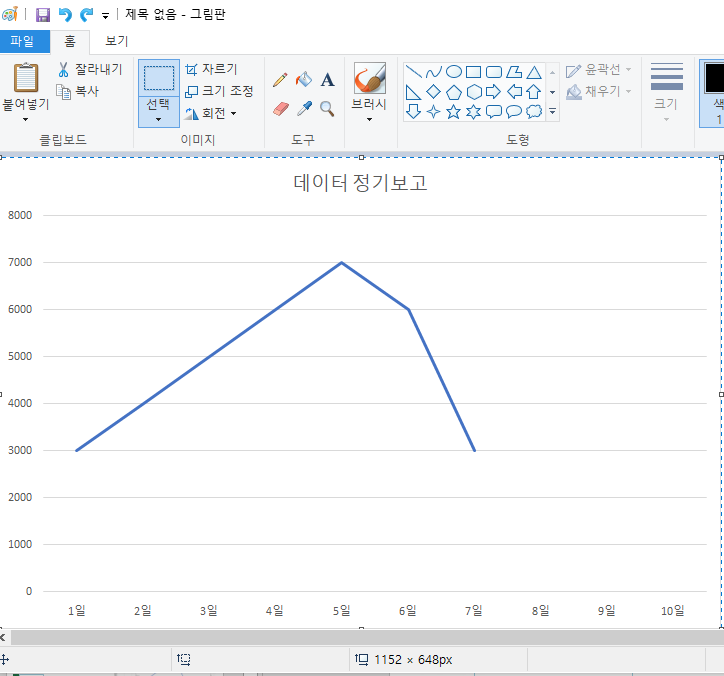 제목 없음 - 그림판
파일 홈 보기
붙여넣기
잘라내기
복사
클립보드
선택
자르기
크기 조정
회전
이미지
A
도구
브러시
윤곽선
채우기
도형
크기
색
1
데이터 정기보고
8000
7000
6000
5000
4000
3000
2000
1000
0
1일 2일 3일 4일 5일 6일 7일 8일 9일 10일
1152 × 648px